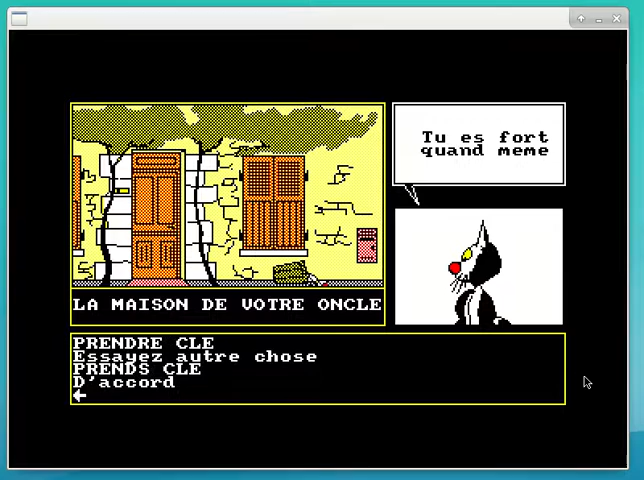 Tu es fort
quand meme
LA MAISON DE VOTRE ONCLE
PRENDRE CLE
Essayez autre chose
PRENDS CLE
D'accord